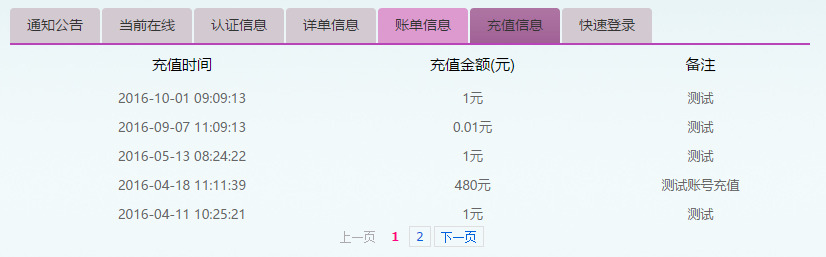 通知公告 当前在线 认证信息 详单信息 账单信息 充值信息 快速登录
充值时间 充值金额(元) 备注
2016-10-01 09:09:13 1元 测试
2016-09-07 11:09:13 0.01元 测试
2016-05-13 08:24:22 1元 测试
2016-04-18 11:11:39 480元 测试账号充值
2016-04-11 10:25:21 1元 测试
上一页 1 2 下一页